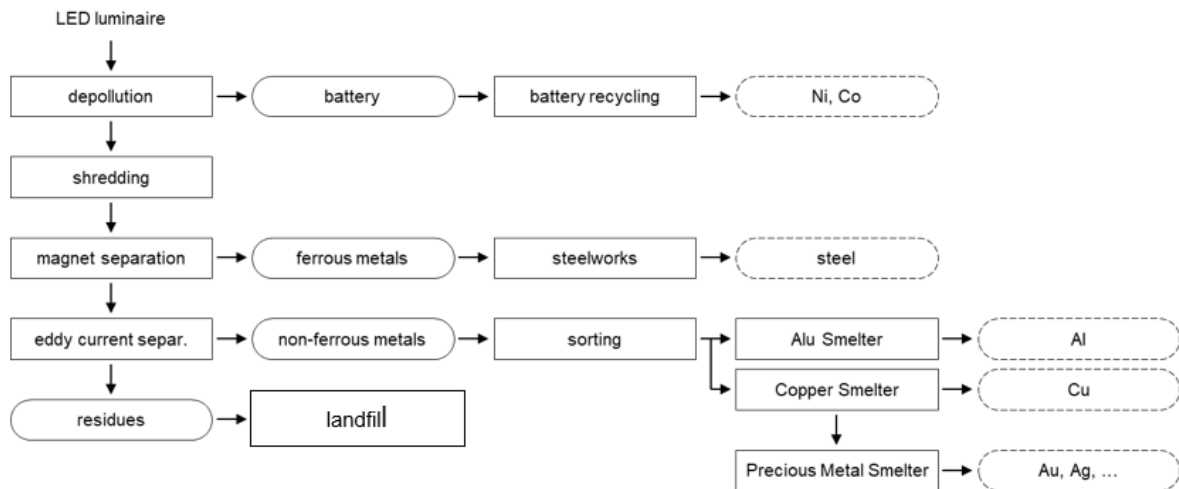 LED luminaire
depollution
battery
battery recycling
Ni, Co
shredding
magnet separation
ferrous metals
steelworks
steel
eddy current separ.
non-ferrous metals
sorting
Alu Smelter
Al
Copper Smelter
Cu
residues
landfill
Precious Metal Smelter
Au, Ag, ...